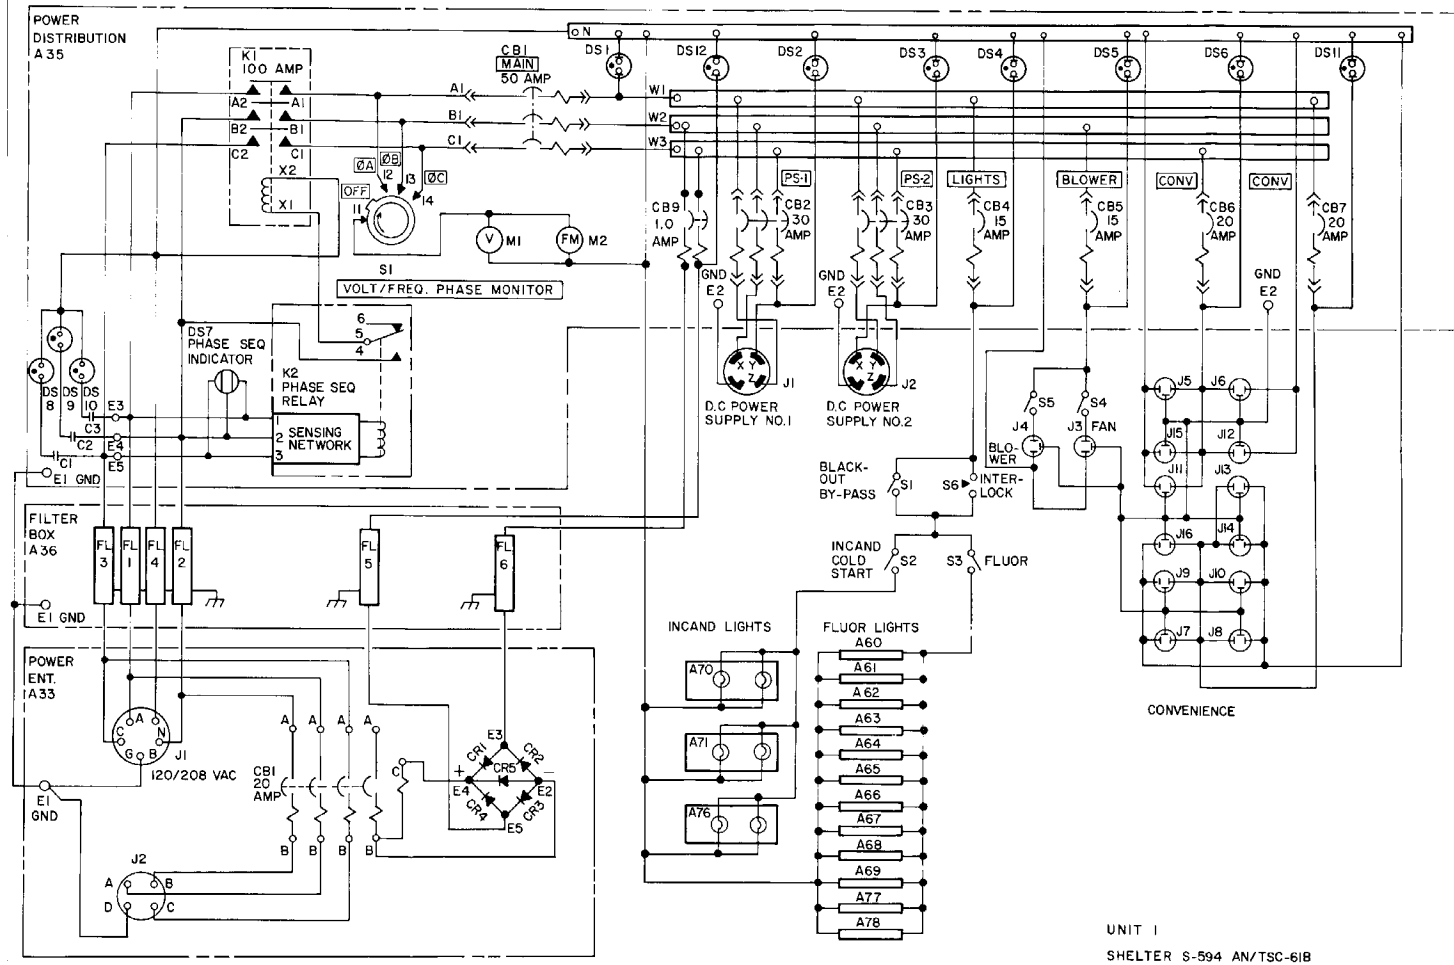 POWER
DISTRIBUTION
A35
N
DS1
DS12
DS2
DS3
DS4
DS5
DS6
DS11
K1
100 AMP
CB1
MAIN
50 AMP
A2
A1
A1
W1
B2
B1
B1
W2
C2
C1
C1
W3
X2
X1
ØA
ØB
12
13
ØC
OFF
11
14
S1
V
M1
FM
M2
VOLT/FREQ. PHASE MONITOR
CB9
1.0
AMP
PS-1
CB2
30
AMP
PS-2
CB3
30
AMP
LIGHTS
CB4
15
AMP
BLOWER
CB5
15
AMP
CONV
CB6
20
AMP
CONV
CB7
20
AMP
GND
E2
GND
E2
GND
E2
DS7
PHASE SEQ
INDICATOR
6
5
4
K2
PHASE SEQ
RELAY
1
2
3
SENSING
NETWORK
DS
8
DS
9
DS
10
E3
C3
E4
C2
E5
C1
E1 GND
X Y
Z
J1
D.C POWER
SUPPLY NO.1
X Y
Z
J2
D.C POWER
SUPPLY NO.2
S5
S4
J4
J3
FAN
BLO-
WER
J5
J6
J15
J12
J11
J13
J16
J14
J9
J10
J7
J8
CONVENIENCE
BLACK-
OUT
BY-PASS
S1
S6
INTER-
LOCK
INCAND
COLD
START
S2
S3
FLUOR
FILTER
BOX
A36
FL
3
FL
1
FL
4
FL
2
FL
5
FL
6
E1 GND
INCAND LIGHTS
A70
A71
A76
FLUOR LIGHTS
A60
A61
A62
A63
A64
A65
A66
A67
A68
A69
A77
A78
POWER
ENT.
A33
A
C
N
G
B
J1
120/208 VAC
E1
GND
A
A
A
A
CB1
20
AMP
C
B
B
B
B
E3
CR1
CR2
CR5
+
−
E4
E2
CR4
CR3
E5
J2
A
B
D
C
UNIT 1
SHELTER S-594 AN/TSC-61B